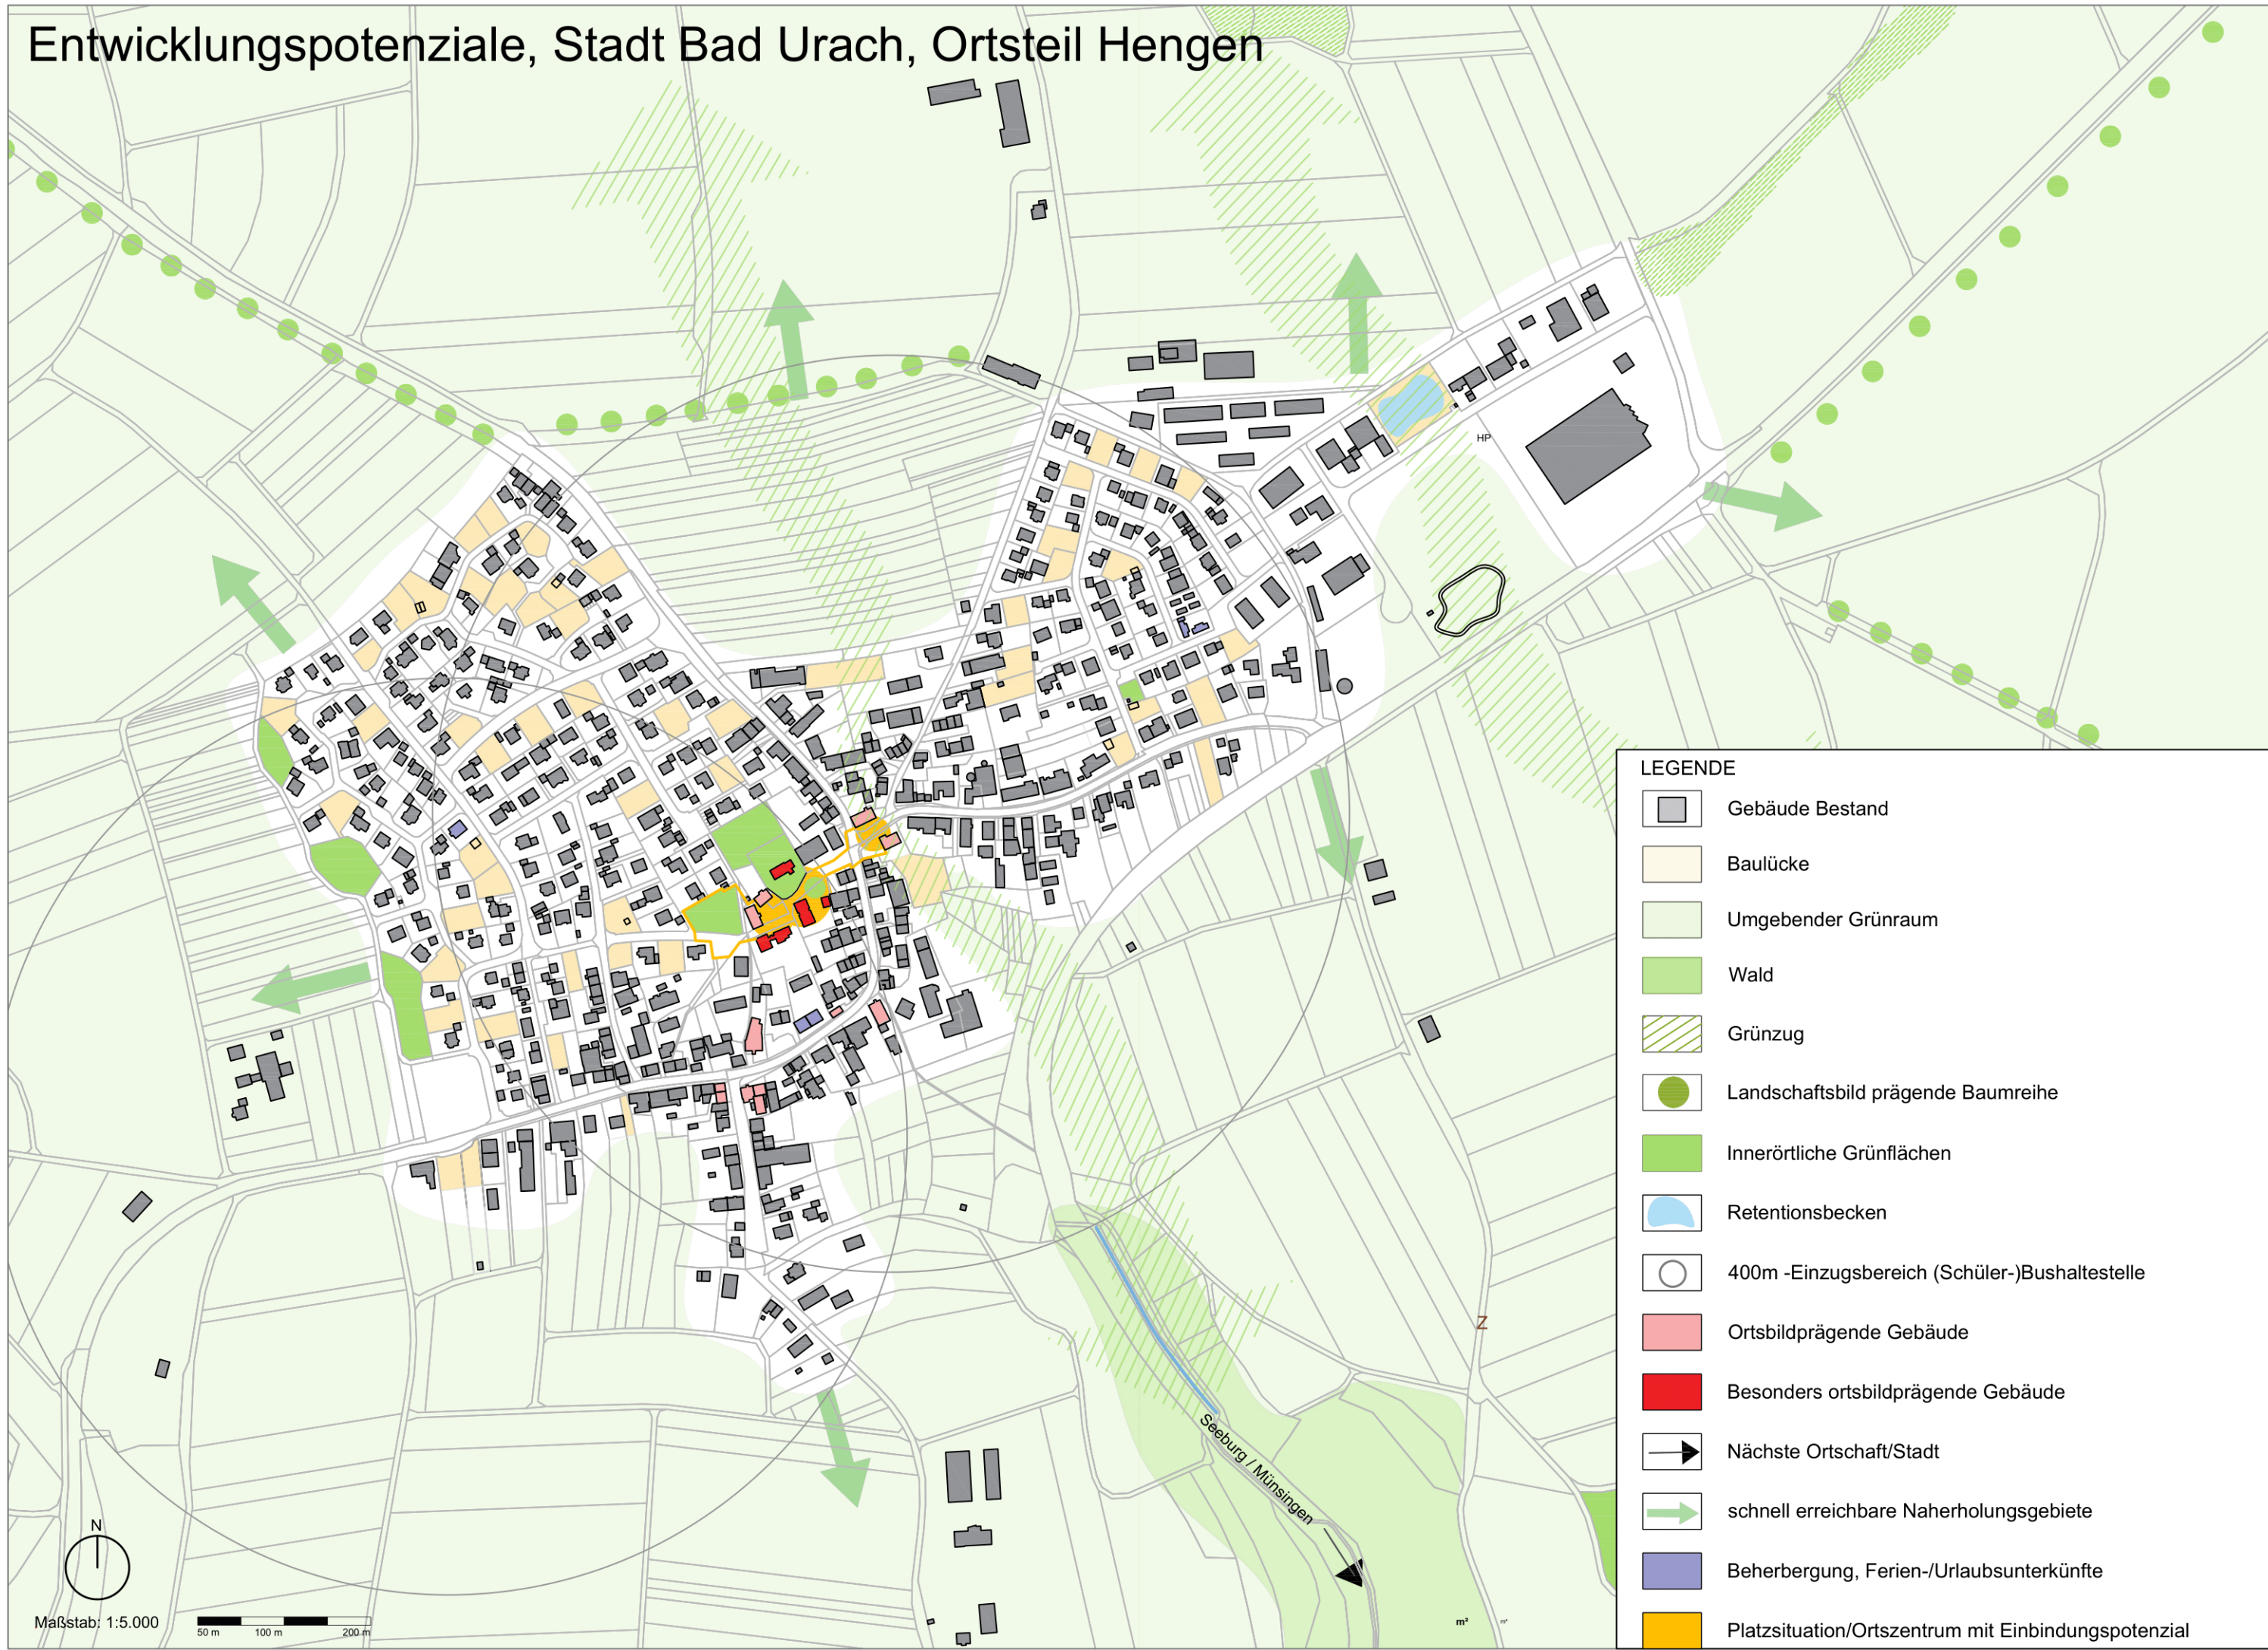 Entwicklungspotenziale, Stadt Bad Urach, Ortsteil Hengen
HP
LEGENDE
Gebäude Bestand
Baulücke
Umgebender Grünraum
Wald
Grünzug
Landschaftsbild prägende Baumreihe
Innerörtliche Grünflächen
Retentionsbecken
400m -Einzugsbereich (Schüler-)Bushaltestelle
Ortsbildprägende Gebäude
Besonders ortsbildprägende Gebäude
Nächste Ortschaft/Stadt
schnell erreichbare Naherholungsgebiete
Beherbergung, Ferien-/Urlaubsunterkünfte
Platzsituation/Ortszentrum mit Einbindungspotenzial
Z
Seeburg / Münsingen
N
Maßstab: 1:5.000
50 m 100 m 200 m
m²